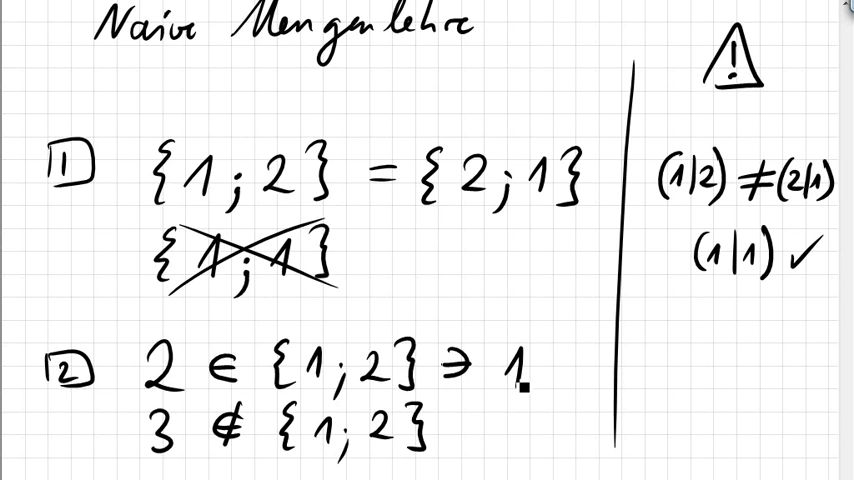 Naive Mengenlehre
1 {1;2} = {2;1}
{1;1}
2 2 ∈ {1;2} ∋ 1
3 ∉ {1;2}
!
(1|2) ≠ (2|1)
(1|1) ✓